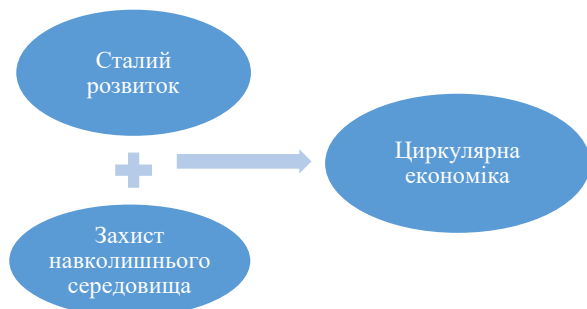 Сталий
розвиток
Циркулярна
економіка
Захист
навколишнього
середовища